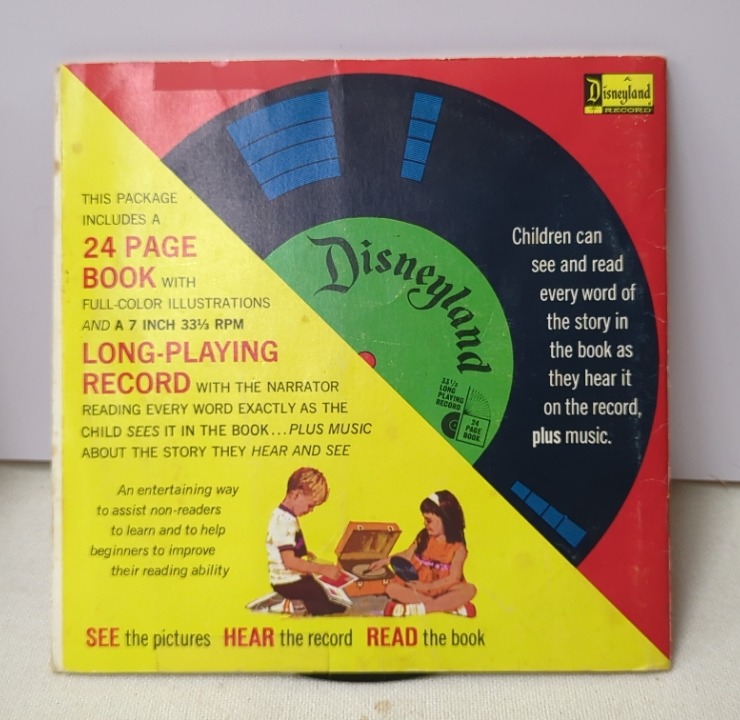 A
Disneyland
RECORD
THIS PACKAGE
INCLUDES A
24 PAGE
BOOK WITH
FULL-COLOR ILLUSTRATIONS
AND A 7 INCH 33⅓ RPM
LONG-PLAYING
RECORD WITH THE NARRATOR
READING EVERY WORD EXACTLY AS THE
CHILD SEES IT IN THE BOOK...PLUS MUSIC
ABOUT THE STORY THEY HEAR AND SEE
An entertaining way
to assist non-readers
to learn and to help
beginners to improve
their reading ability
Disneyland
33⅓
LONG
PLAYING
RECORD
24
PAGE
BOOK
Children can
see and read
every word of
the story in
the book as
they hear it
on the record,
plus music.
SEE the pictures HEAR the record READ the book